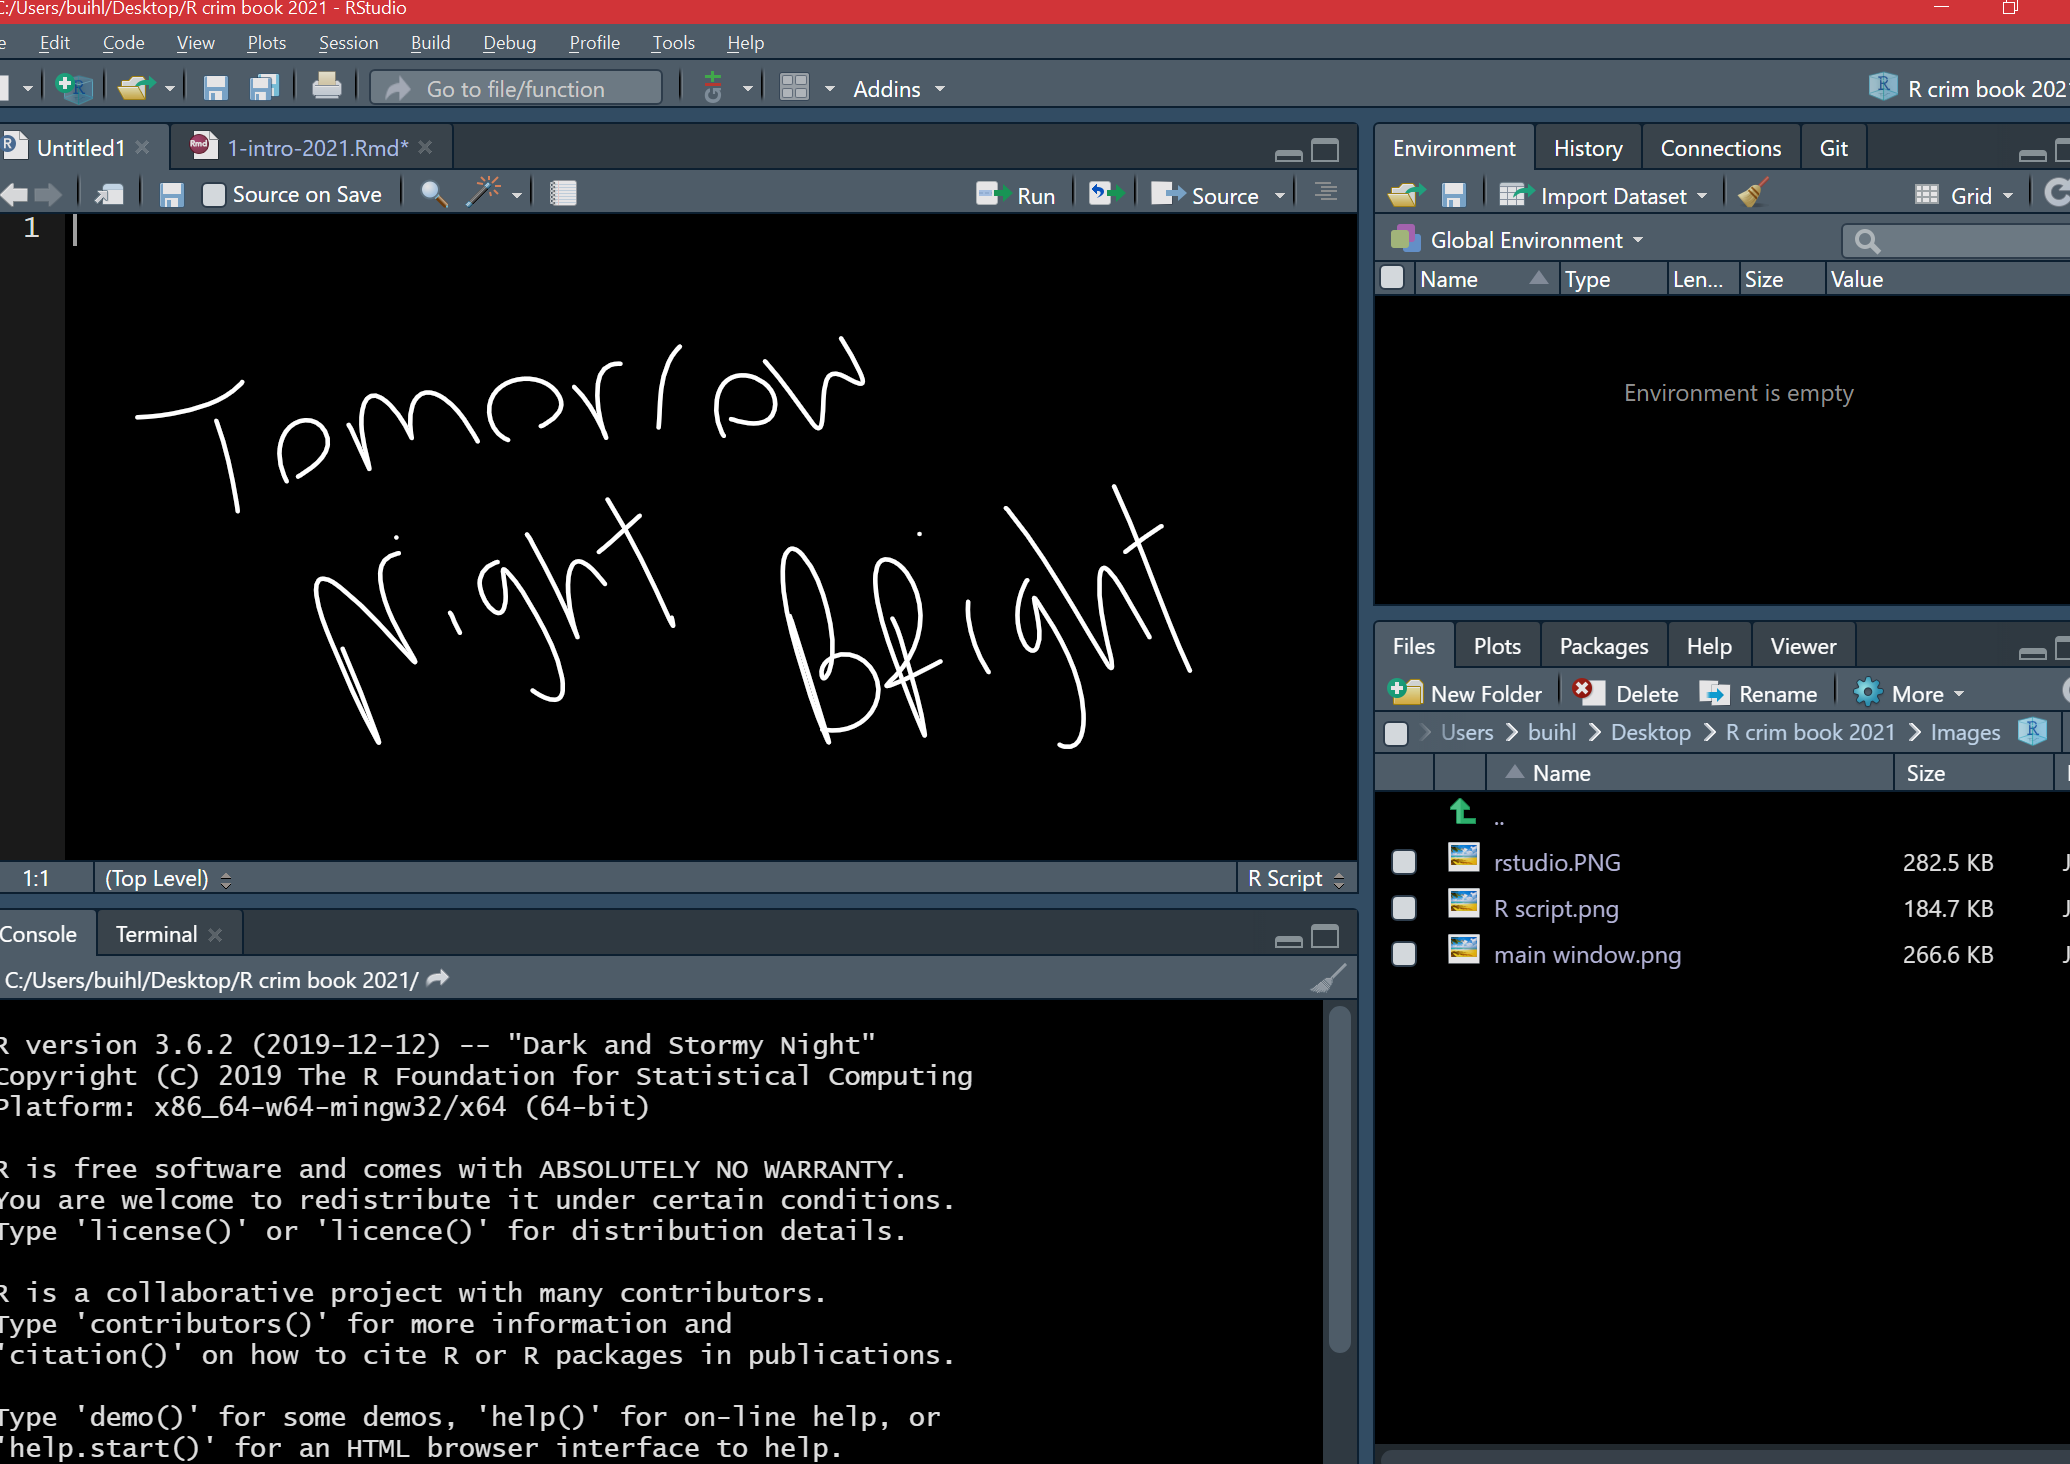 C:/Users/buihl/Desktop/R crim book 2021 - RStudio
Edit Code View Plots Session Build Debug Profile Tools Help
Go to file/function Addins R crim book 202
Untitled1 1-intro-2021.Rmd*
Source on Save Run Source
1
Tomorrow
Night Bright
1:1 (Top Level) R Script
Console Terminal
C:/Users/buihl/Desktop/R crim book 2021/
R version 3.6.2 (2019-12-12) -- "Dark and Stormy Night"
Copyright (C) 2019 The R Foundation for Statistical Computing
Platform: x86_64-w64-mingw32/x64 (64-bit)
R is free software and comes with ABSOLUTELY NO WARRANTY.
You are welcome to redistribute it under certain conditions.
Type 'license()' or 'licence()' for distribution details.
R is a collaborative project with many contributors.
Type 'contributors()' for more information and
'citation()' on how to cite R or R packages in publications.
Type 'demo()' for some demos, 'help()' for on-line help, or
'help.start()' for an HTML browser interface to help.
Environment History Connections Git
Import Dataset Grid
Global Environment
Name Type Len... Size Value
Environment is empty
Files Plots Packages Help Viewer
New Folder Delete Rename More
Users buihl Desktop R crim book 2021 Images
Name Size
..
rstudio.PNG 282.5 KB
R script.png 184.7 KB
main window.png 266.6 KB